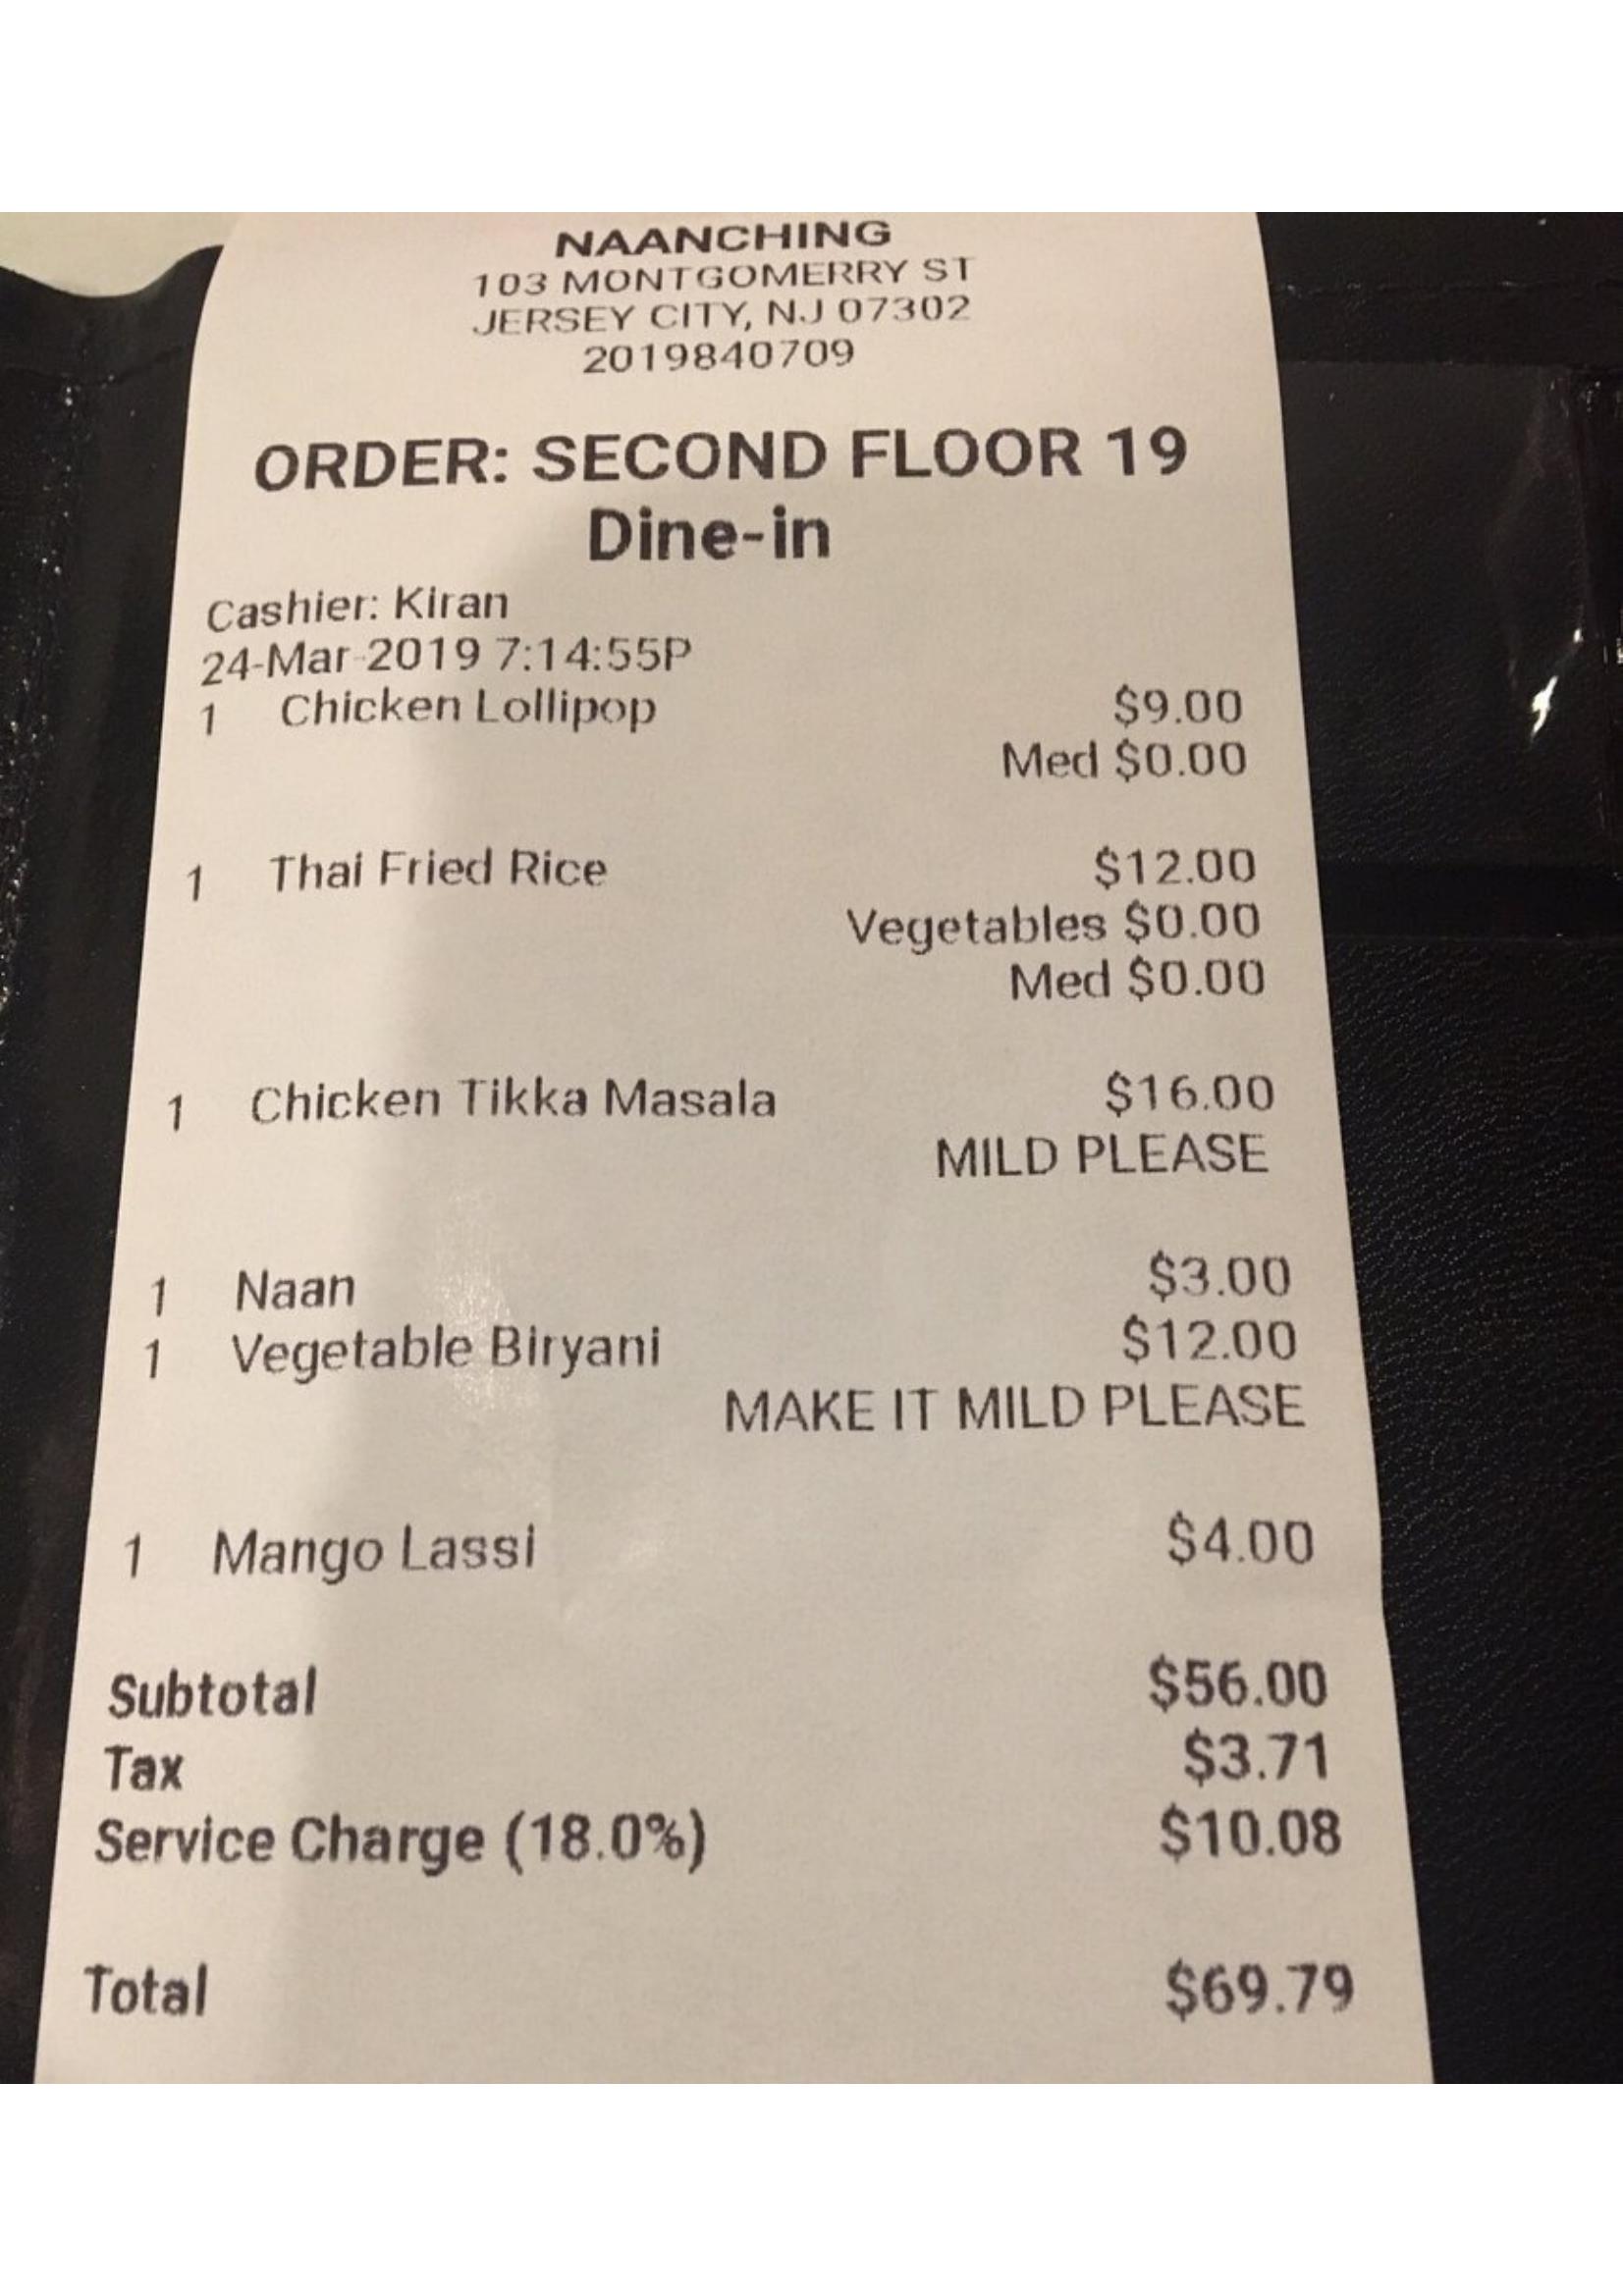 NAANCHING
103 MONTGOMERRY ST
JERSEY CITY, NJ 07302
2019840709
ORDER: SECOND FLOOR 19
Dine-in
Cashier: Kiran
24-Mar-2019 7:14:55P
1 Chicken Lollipop $9.00
Med $0.00
1 Thai Fried Rice $12.00
Vegetables $0.00
Med $0.00
1 Chicken Tikka Masala $16.00
MILD PLEASE
1 Naan $3.00
1 Vegetable Biryani $12.00
MAKE IT MILD PLEASE
1 Mango Lassi $4.00
Subtotal $56.00
Tax $3.71
Service Charge (18.0%) $10.08
Total $69.79